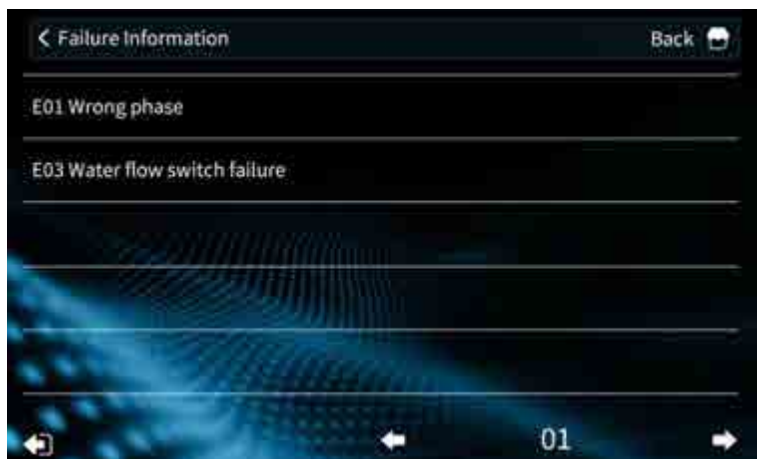 Failure Information
Back
E01 Wrong phase
E03 Water flow switch failure
01